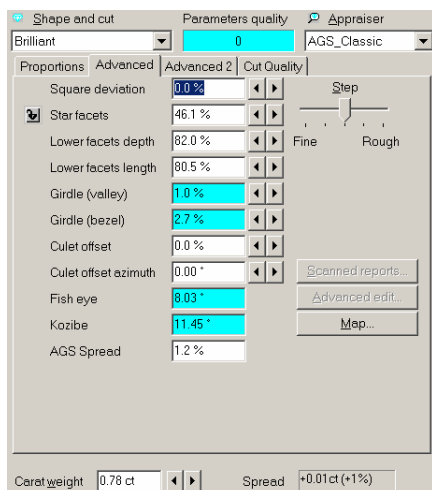 Shape and cut Parameters quality Appraiser
Brilliant 0 AGS_Classic
Proportions Advanced Advanced 2 Cut Quality
Square deviation 0.0 % Step
Star facets 46.1 %
Lower facets depth 82.0 % Fine Rough
Lower facets length 80.5 %
Girdle (valley) 1.0 %
Girdle (bezel) 2.7 %
Culet offset 0.0 %
Culet offset azimuth 0.00 ° Scanned reports...
Fish eye 8.03 ° Advanced edit...
Kozibe 11.45 ° Map...
AGS Spread 1.2 %
Carat weight 0.78 ct Spread +0.01ct (+1%)